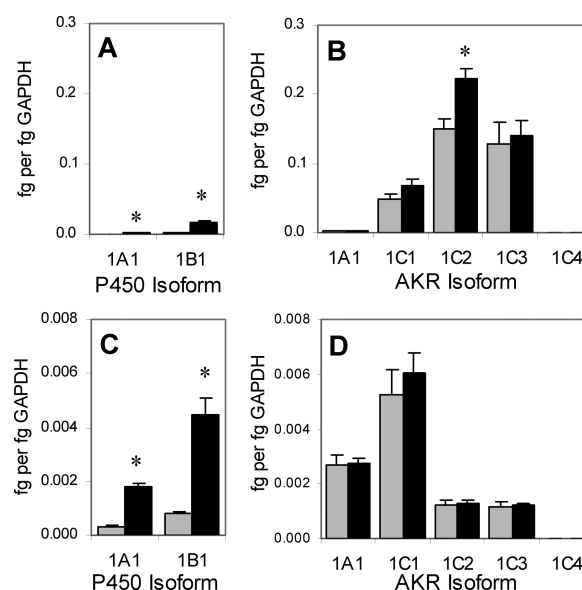 A
fg per fg GAPDH
0.3
0.2
0.1
0.0
*
*
1A1 1B1
P450 Isoform
B
fg per fg GAPDH
0.3
0.2
0.1
0.0
*
1A1 1C1 1C2 1C3 1C4
AKR Isoform
C
fg per fg GAPDH
0.008
0.006
0.004
0.002
0.000
*
*
1A1 1B1
P450 Isoform
D
fg per fg GAPDH
0.008
0.006
0.004
0.002
0.000
1A1 1C1 1C2 1C3 1C4
AKR Isoform